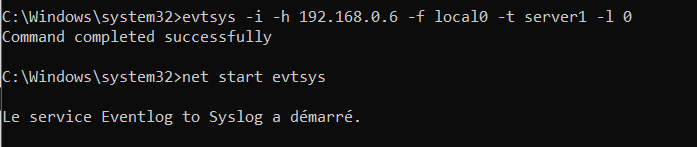 C:\Windows\system32>evtsys -i -h 192.168.0.6 -f local0 -t server1 -l 0
Command completed successfully
C:\Windows\system32>net start evtsys
Le service Eventlog to Syslog a démarré.